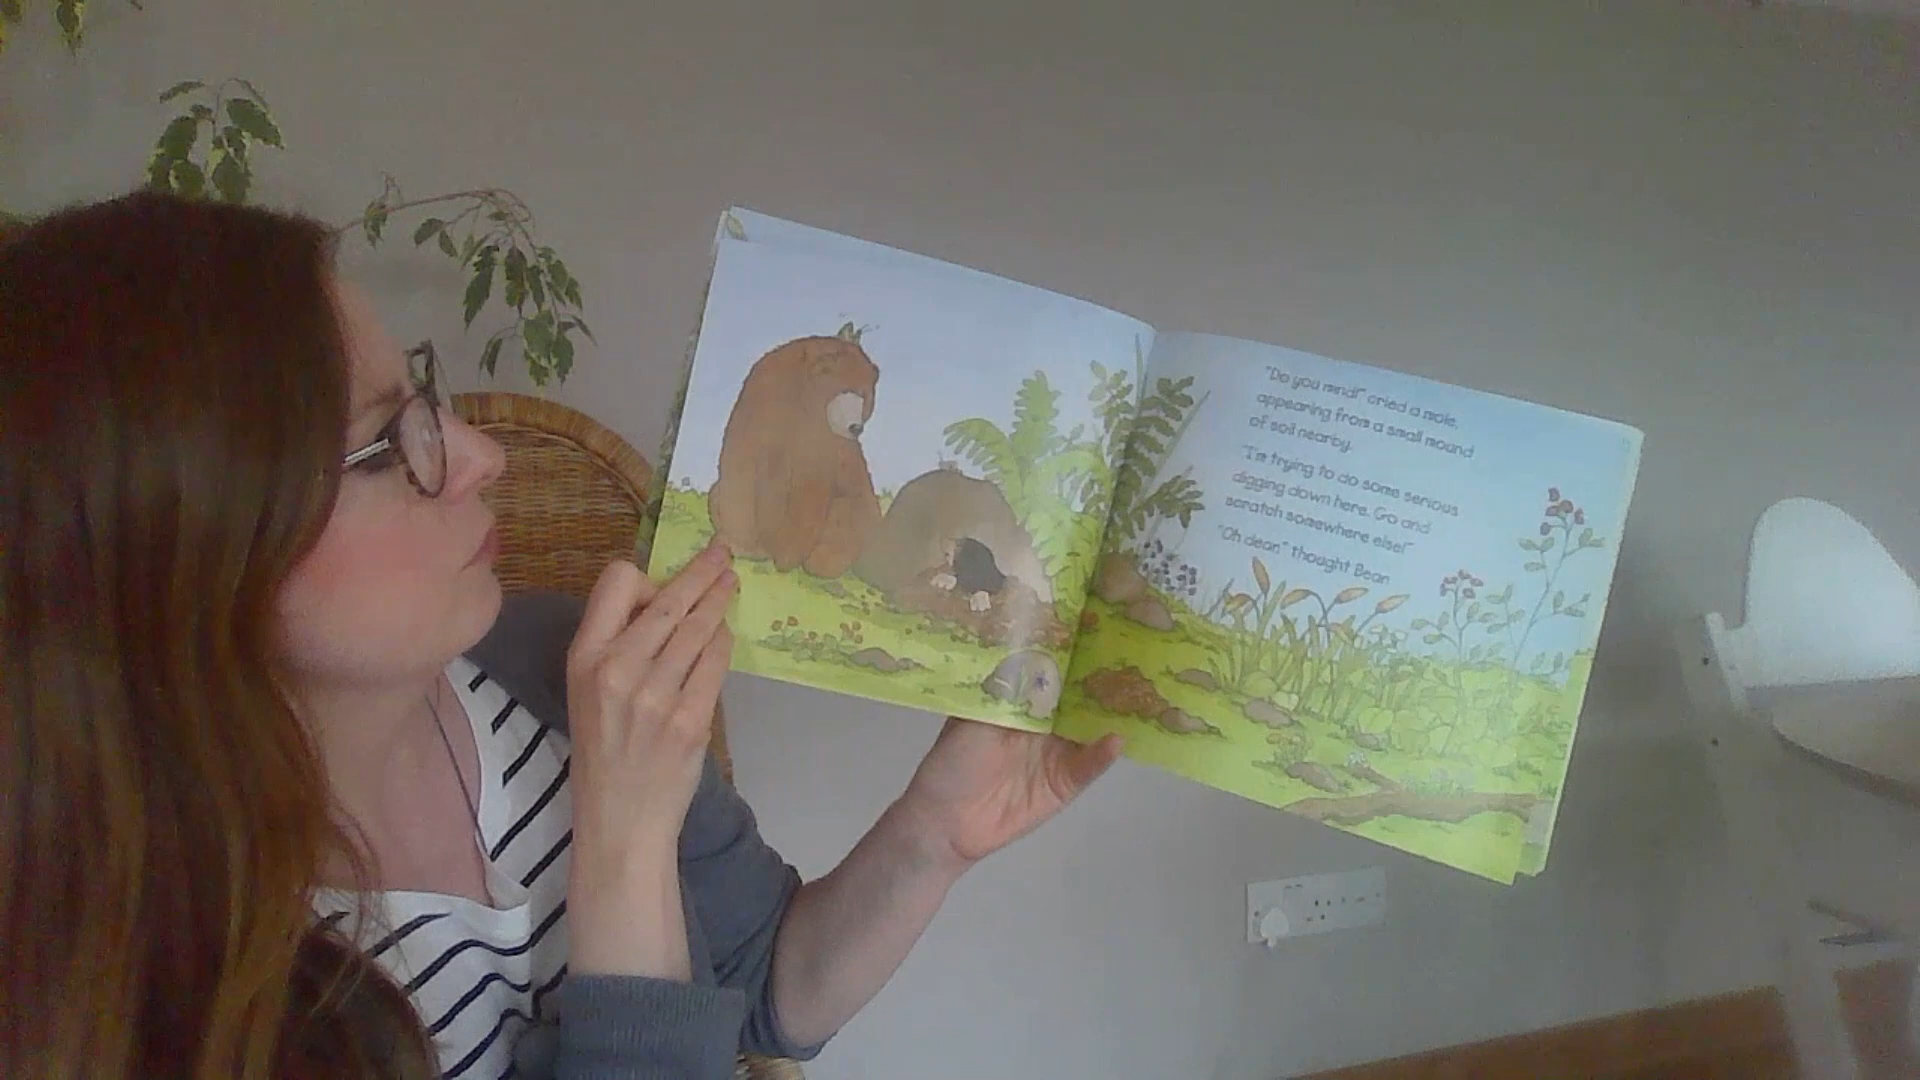 "Do you mind!" cried a mole,
appearing from a small mound
of soil nearby.
"I'm trying to do some serious
digging down here. Go and
scratch somewhere else!"
"Oh dear," thought Bear.